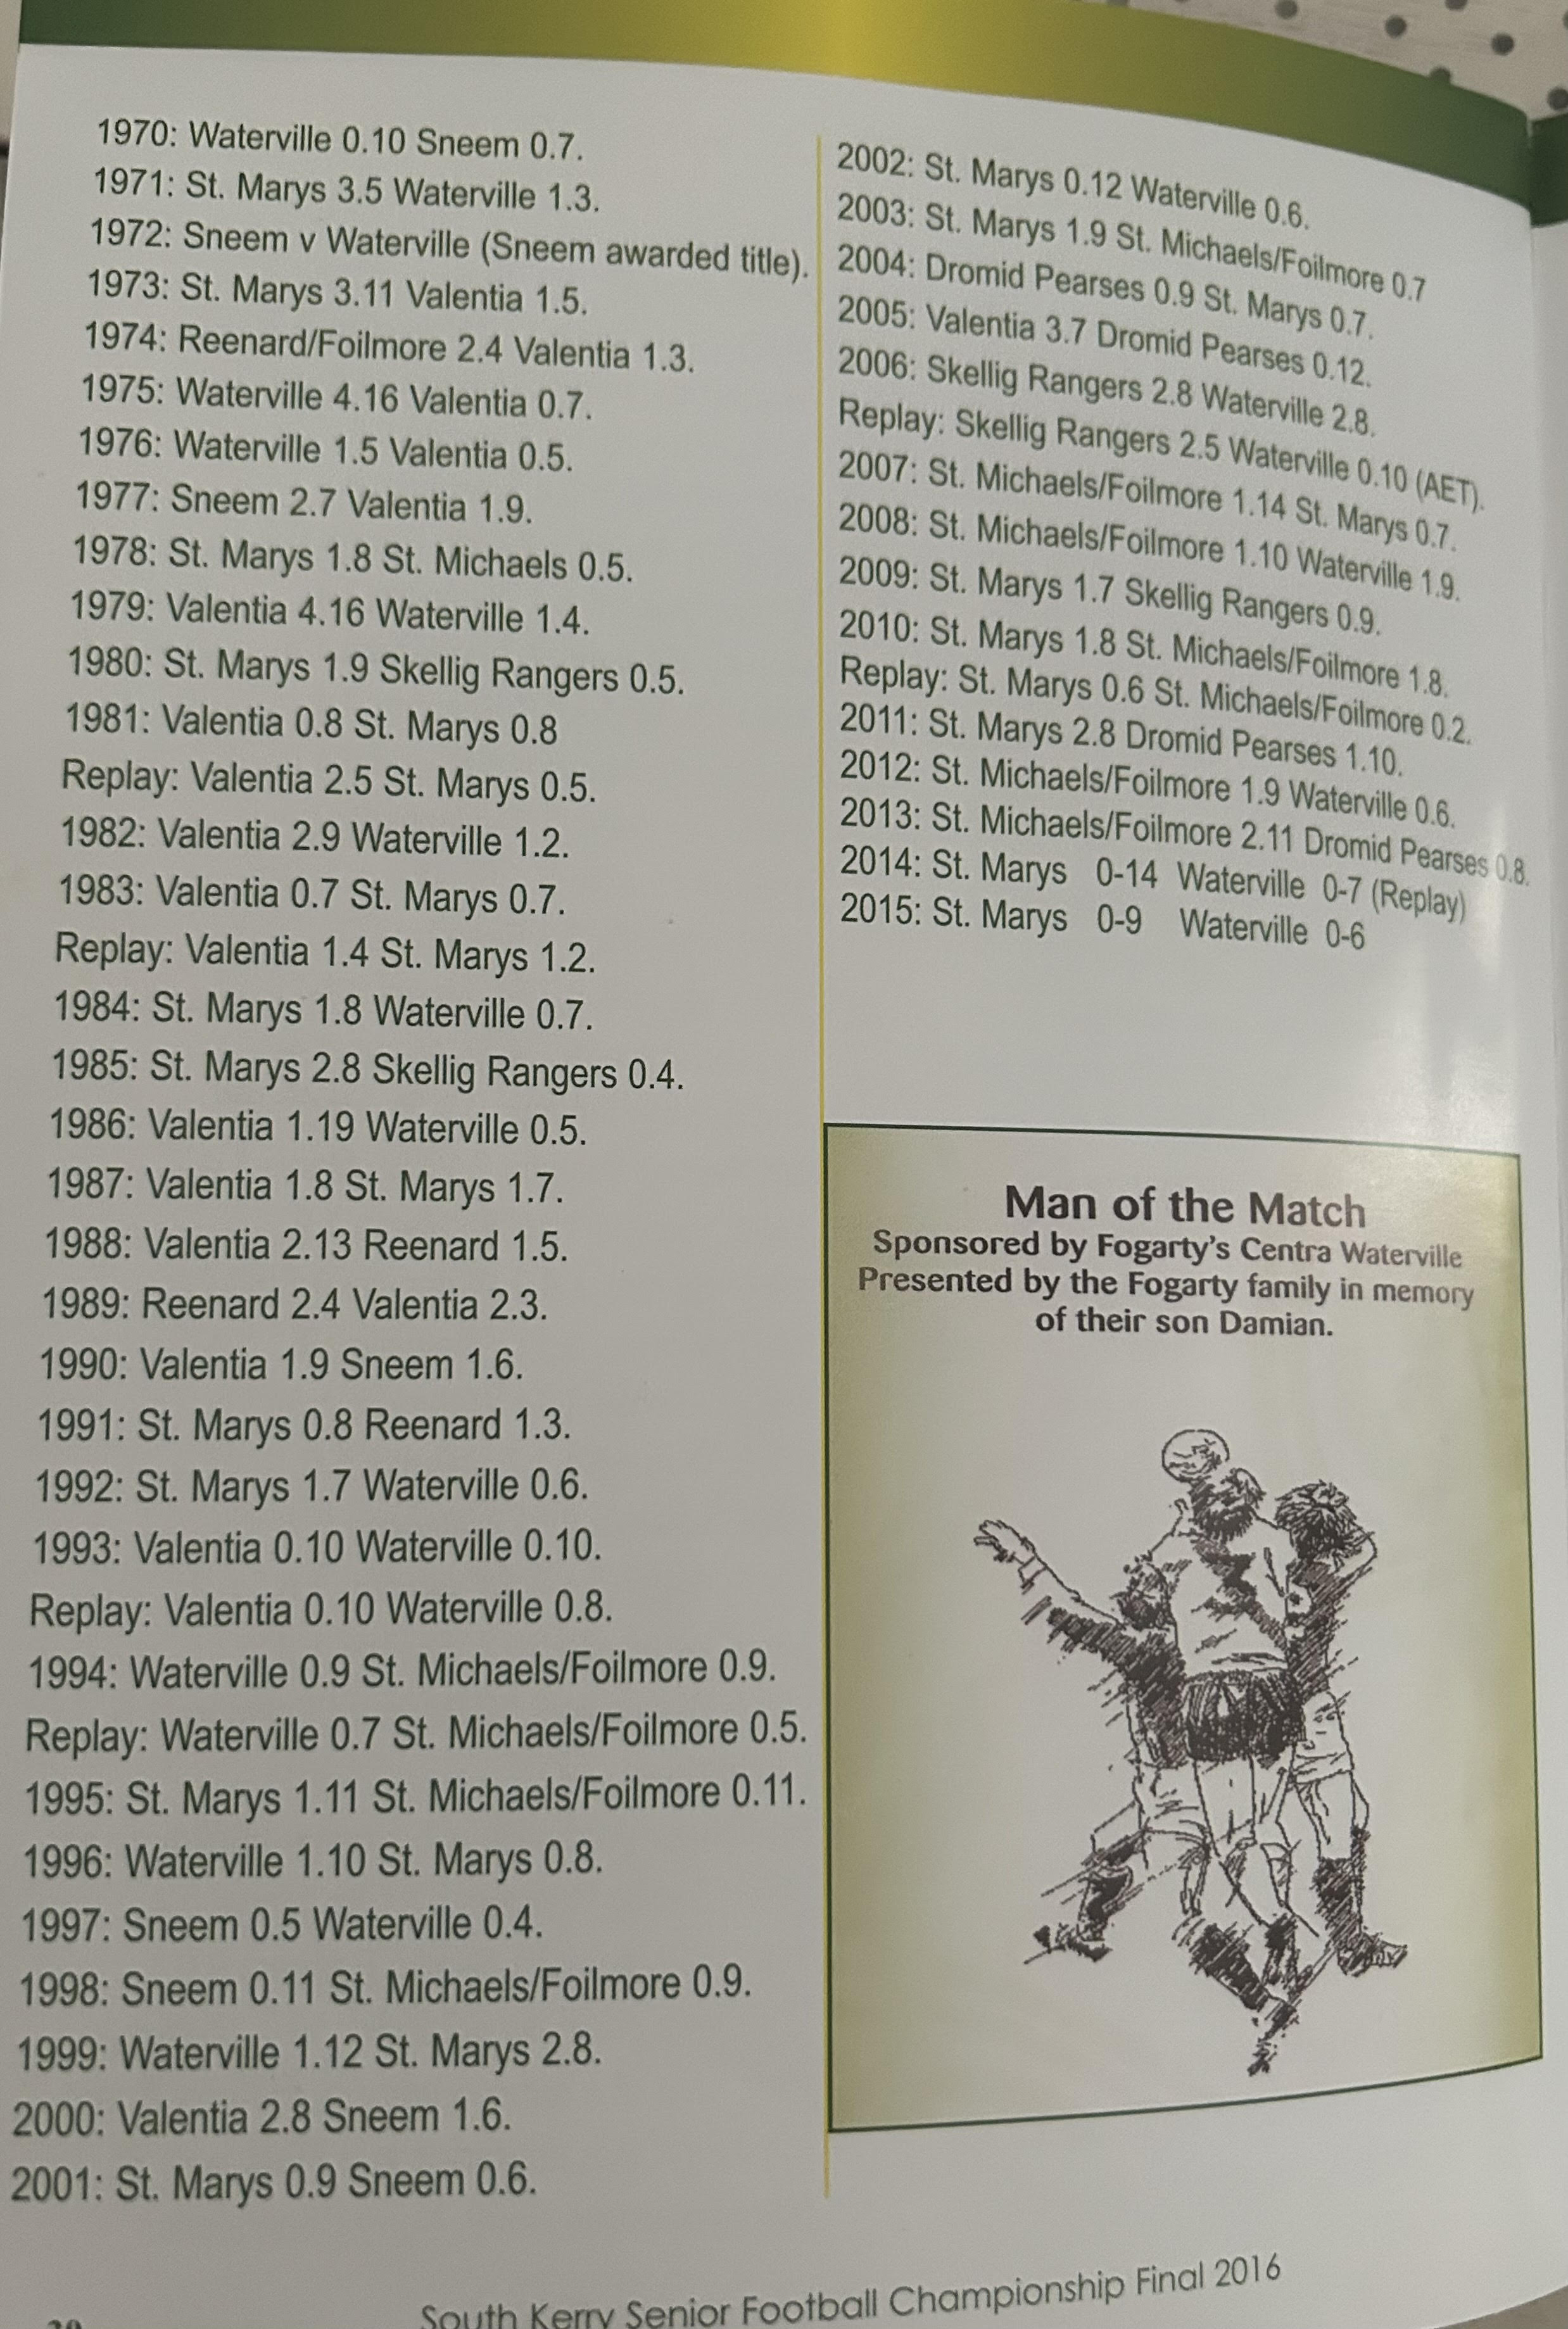 1970: Waterville 0.10 Sneem 0.7.
1971: St. Marys 3.5 Waterville 1.3.
1972: Sneem v Waterville (Sneem awarded title).
1973: St. Marys 3.11 Valentia 1.5.
1974: Reenard/Foilmore 2.4 Valentia 1.3.
1975: Waterville 4.16 Valentia 0.7.
1976: Waterville 1.5 Valentia 0.5.
1977: Sneem 2.7 Valentia 1.9.
1978: St. Marys 1.8 St. Michaels 0.5.
1979: Valentia 4.16 Waterville 1.4.
1980: St. Marys 1.9 Skellig Rangers 0.5.
1981: Valentia 0.8 St. Marys 0.8
Replay: Valentia 2.5 St. Marys 0.5.
1982: Valentia 2.9 Waterville 1.2.
1983: Valentia 0.7 St. Marys 0.7.
Replay: Valentia 1.4 St. Marys 1.2.
1984: St. Marys 1.8 Waterville 0.7.
1985: St. Marys 2.8 Skellig Rangers 0.4.
1986: Valentia 1.19 Waterville 0.5.
1987: Valentia 1.8 St. Marys 1.7.
1988: Valentia 2.13 Reenard 1.5.
1989: Reenard 2.4 Valentia 2.3.
1990: Valentia 1.9 Sneem 1.6.
1991: St. Marys 0.8 Reenard 1.3.
1992: St. Marys 1.7 Waterville 0.6.
1993: Valentia 0.10 Waterville 0.10.
Replay: Valentia 0.10 Waterville 0.8.
1994: Waterville 0.9 St. Michaels/Foilmore 0.9.
Replay: Waterville 0.7 St. Michaels/Foilmore 0.5.
1995: St. Marys 1.11 St. Michaels/Foilmore 0.11.
1996: Waterville 1.10 St. Marys 0.8.
1997: Sneem 0.5 Waterville 0.4.
1998: Sneem 0.11 St. Michaels/Foilmore 0.9.
1999: Waterville 1.12 St. Marys 2.8.
2000: Valentia 2.8 Sneem 1.6.
2001: St. Marys 0.9 Sneem 0.6.
2002: St. Marys 0.12 Waterville 0.6.
2003: St. Marys 1.9 St. Michaels/Foilmore 0.7
2004: Dromid Pearses 0.9 St. Marys 0.7.
2005: Valentia 3.7 Dromid Pearses 0.12.
2006: Skellig Rangers 2.8 Waterville 2.8.
Replay: Skellig Rangers 2.5 Waterville 0.10 (AET).
2007: St. Michaels/Foilmore 1.14 St. Marys 0.7.
2008: St. Michaels/Foilmore 1.10 Waterville 1.9.
2009: St. Marys 1.7 Skellig Rangers 0.9.
2010: St. Marys 1.8 St. Michaels/Foilmore 1.8.
Replay: St. Marys 0.6 St. Michaels/Foilmore 0.2.
2011: St. Marys 2.8 Dromid Pearses 1.10.
2012: St. Michaels/Foilmore 1.9 Waterville 0.6.
2013: St. Michaels/Foilmore 2.11 Dromid Pearses 0.8.
2014: St. Marys 0-14 Waterville 0-7 (Replay)
2015: St. Marys 0-9 Waterville 0-6
Man of the Match
Sponsored by Fogarty's Centra Waterville
Presented by the Fogarty family in memory
of their son Damian.
South Kerry Senior Football Championship Final 2016